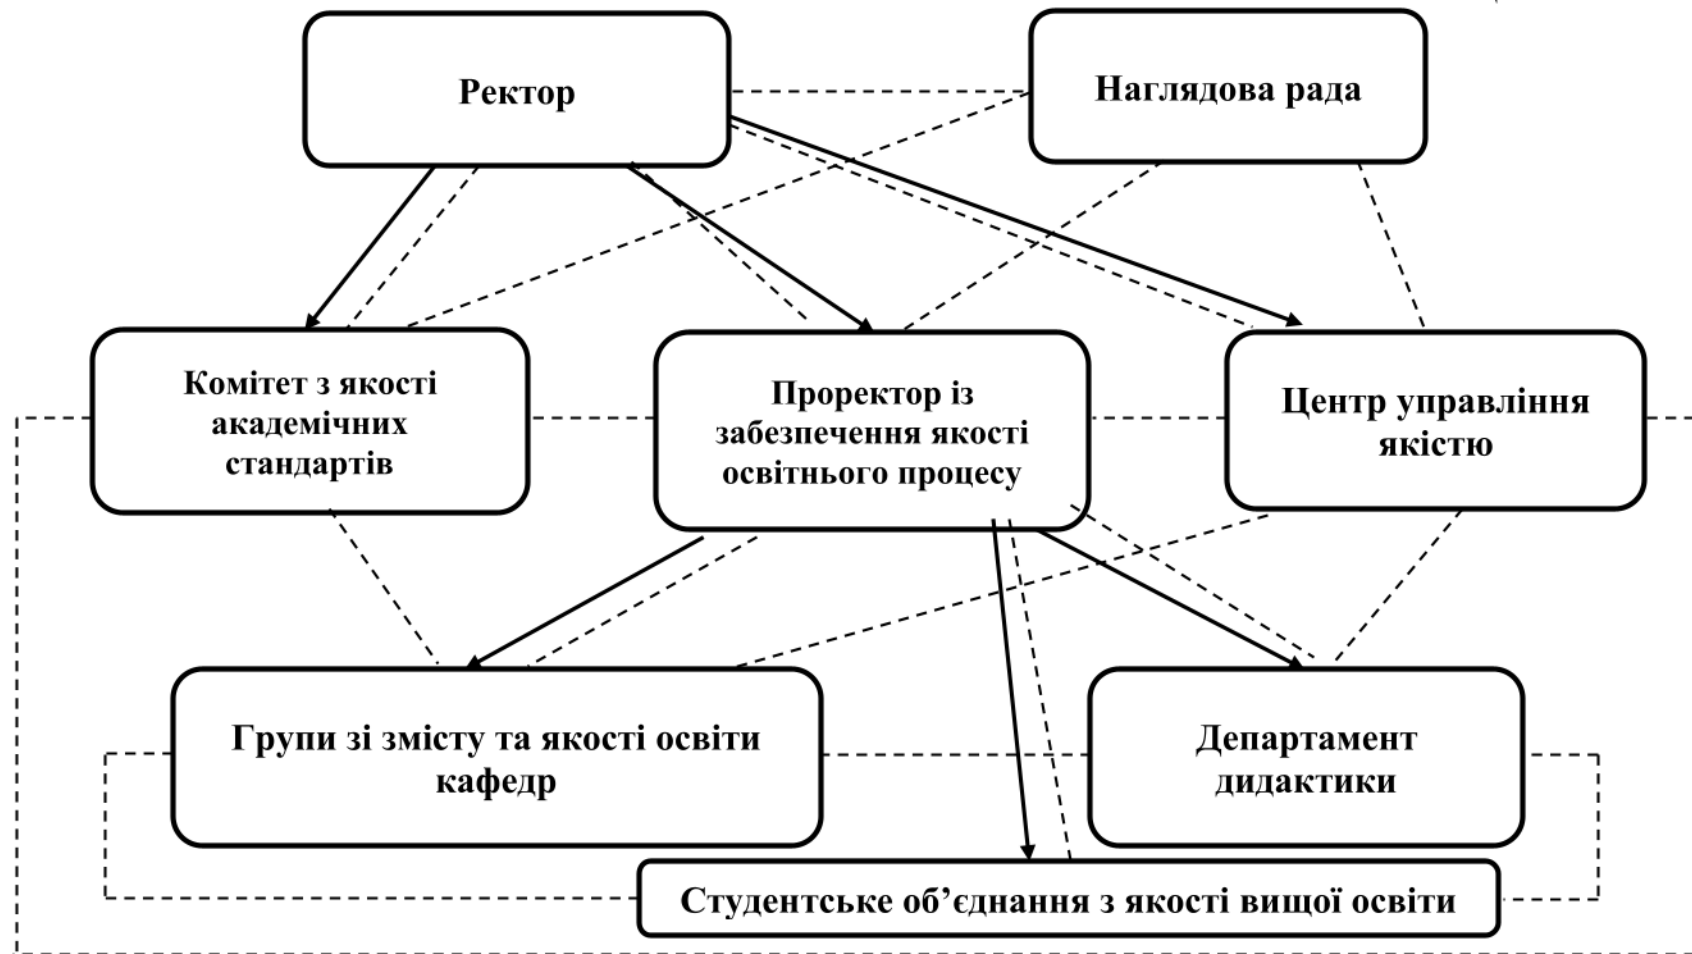 Ректор
Наглядова рада
Комітет з якості
академічних
стандартів
Проректор із
забезпечення якості
освітнього процесу
Центр управління
якістю
Групи зі змісту та якості освіти
кафедр
Департамент
дидактики
Студентське об’єднання з якості вищої освіти